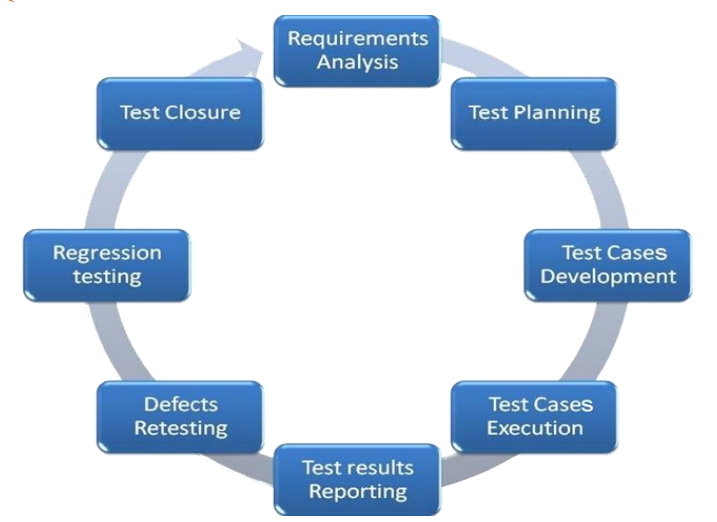 Requirements
Analysis
Test Planning
Test Cases
Development
Test Cases
Execution
Test results
Reporting
Defects
Retesting
Regression
testing
Test Closure